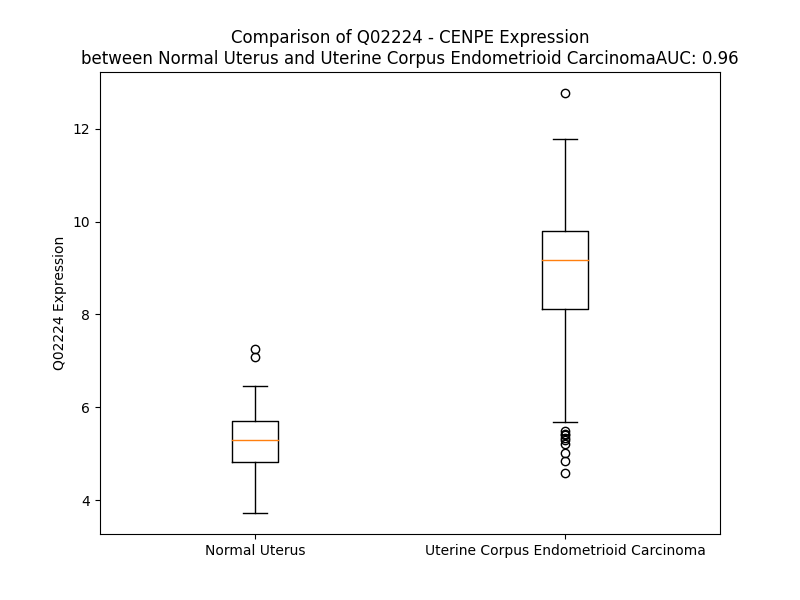 Comparison of Q02224 - CENPE Expression
between Normal Uterus and Uterine Corpus Endometrioid CarcinomaAUC: 0.96
12
10
8
6
4
Q02224 Expression
Normal Uterus
Uterine Corpus Endometrioid Carcinoma